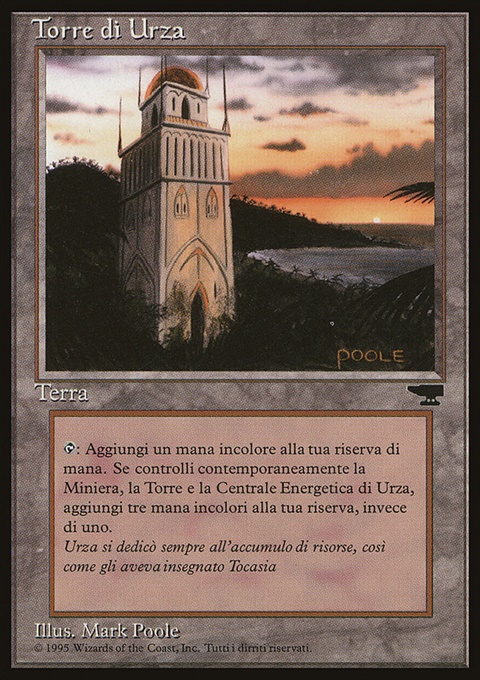 Torre di Urza
POOLE
Terra
: Aggiungi un mana incolore alla tua riserva di
mana. Se controlli contemporaneamente la
Miniera, la Torre e la Centrale Energetica di Urza,
aggiungi tre mana incolori alla tua riserva, invece
di uno.
Urza si dedicò sempre all'accumulo di risorse, così
come gli aveva insegnato Tocasia
Illus. Mark Poole
© 1995 Wizards of the Coast, Inc. Tutti i dirriti riservati.